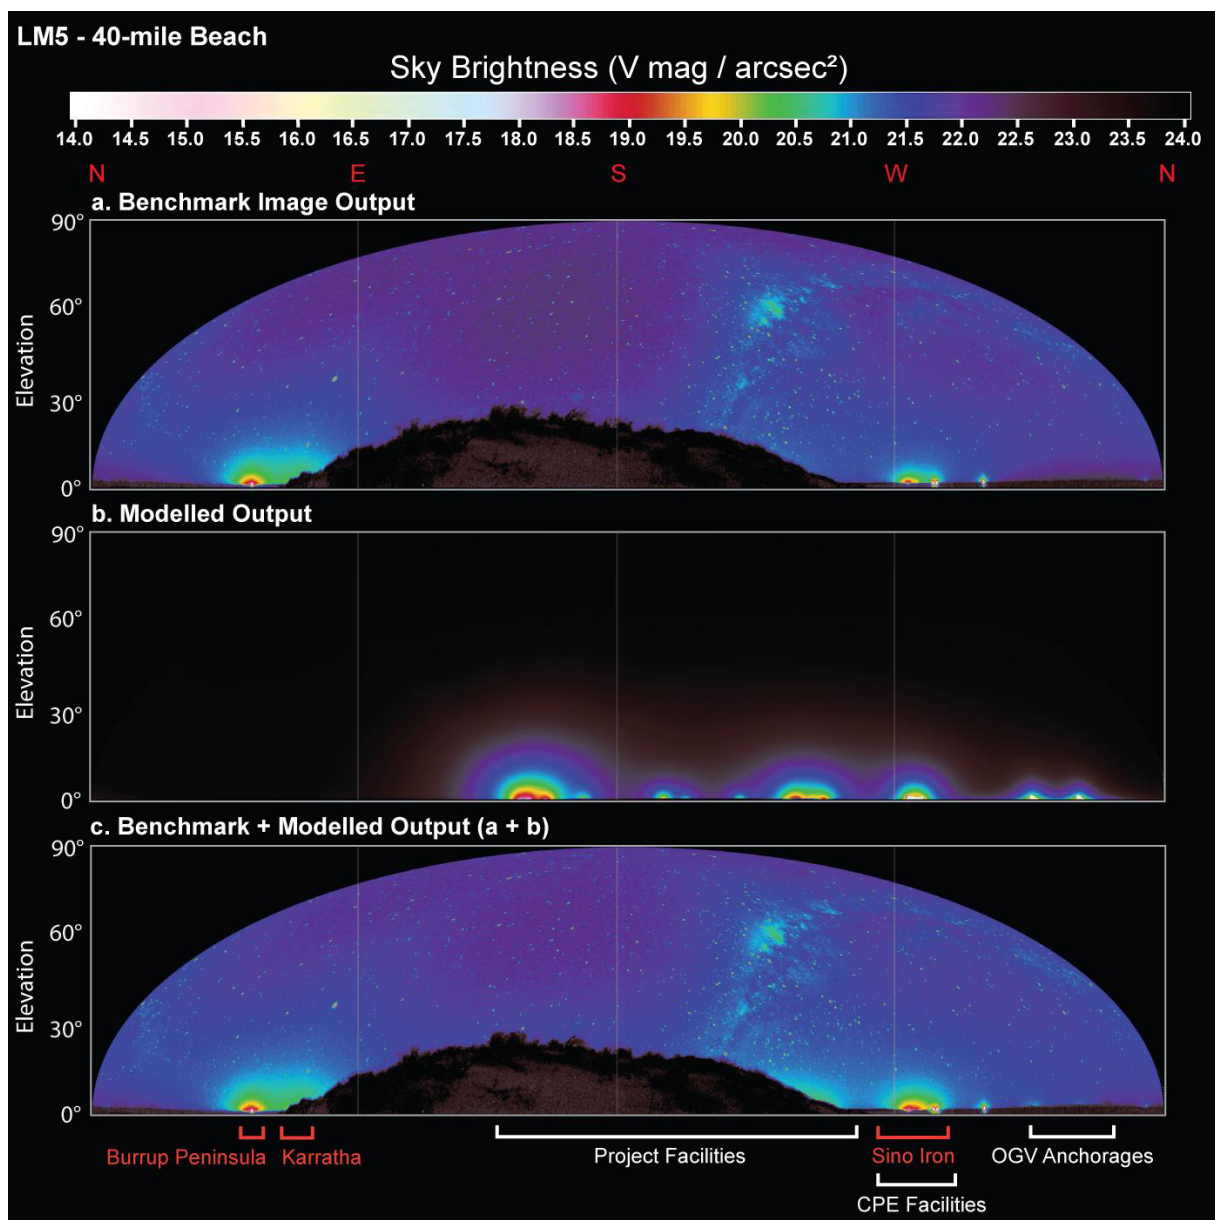 LM5 - 40-mile Beach
Sky Brightness (V mag / arcsec²)
14.0 14.5 15.0 15.5 16.0 16.5 17.0 17.5 18.0 18.5 19.0 19.5 20.0 20.5 21.0 21.5 22.0 22.5 23.0 23.5 24.0
N E S W N
a. Benchmark Image Output
90°
60°
30°
0°
Elevation
b. Modelled Output
90°
60°
30°
0°
Elevation
c. Benchmark + Modelled Output (a + b)
90°
60°
30°
0°
Elevation
Burrup Peninsula Karratha Project Facilities Sino Iron OGV Anchorages
CPE Facilities